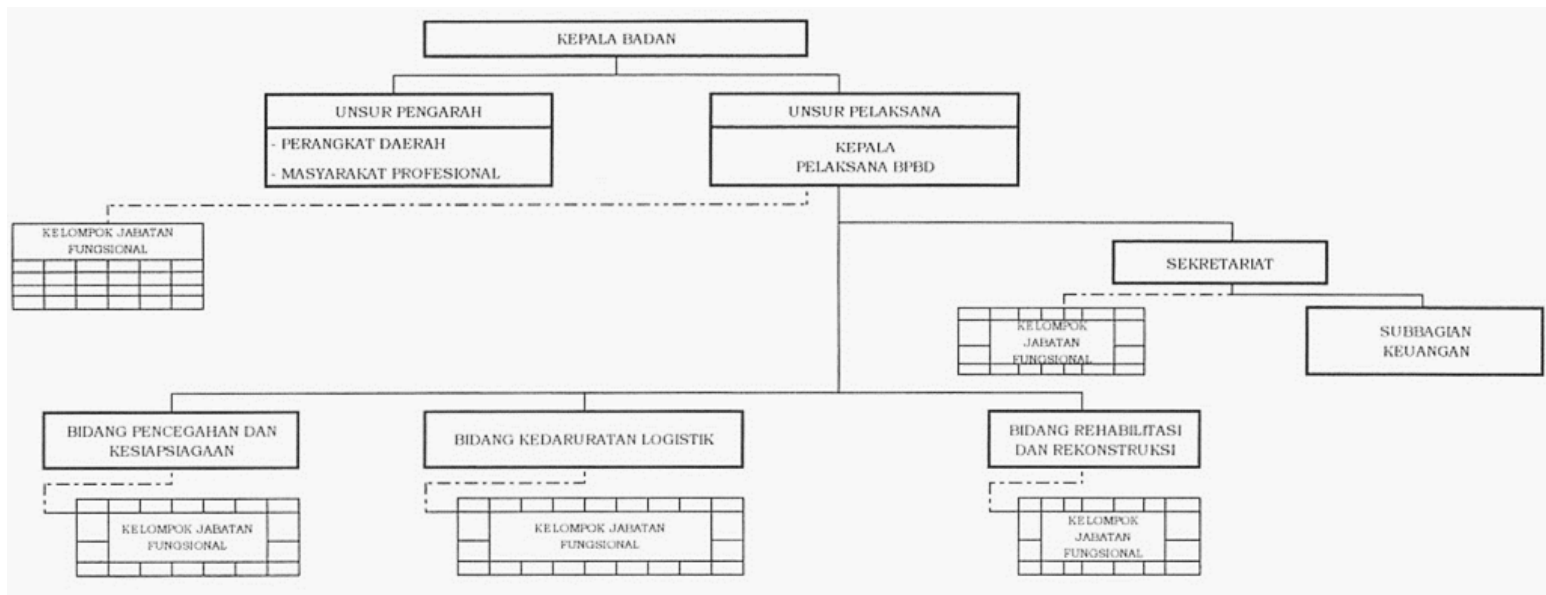 KEPALA BADAN
UNSUR PENGARAH
- PERANGKAT DAERAH
- MASYARAKAT PROFESIONAL
UNSUR PELAKSANA
KEPALA
PELAKSANA BPBD
KELOMPOK JABATAN
FUNGSIONAL
SEKRETARIAT
KELOMPOK
JABATAN
FUNGSIONAL
SUBBAGIAN
KEUANGAN
BIDANG PENCEGAHAN DAN
KESIAPSIAGAAN
BIDANG KEDARURATAN LOGISTIK
BIDANG REHABILITASI
DAN REKONSTRUKSI
KELOMPOK JABATAN
FUNGSIONAL
KELOMPOK JABATAN
FUNGSIONAL
KELOMPOK
JABATAN
FUNGSIONAL